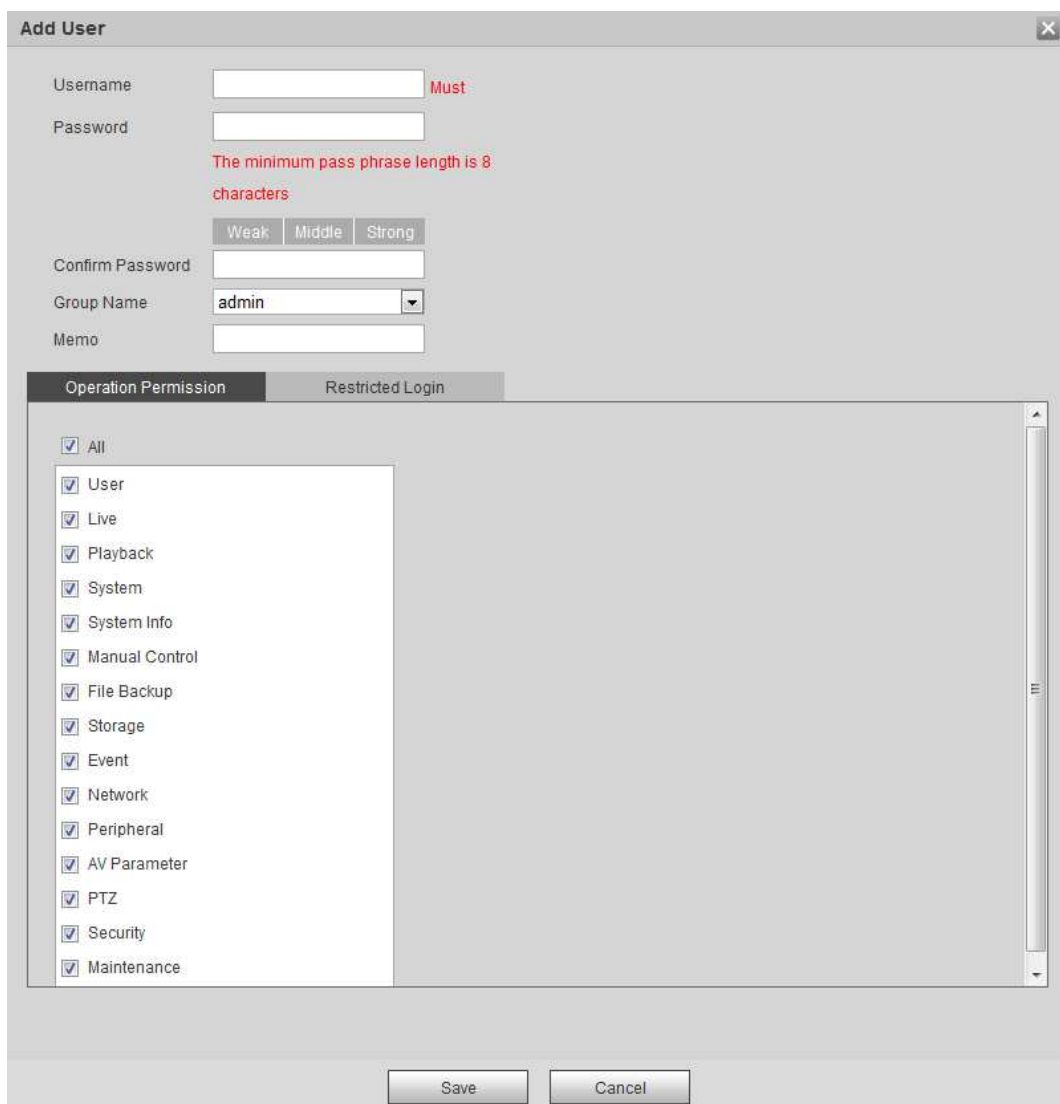 Add User
Username
Must
Password
The minimum pass phrase length is 8
characters
Weak Middle Strong
Confirm Password
Group Name
admin
Memo
Operation Permission
Restricted Login
All
User
Live
Playback
System
System Info
Manual Control
File Backup
Storage
Event
Network
Peripheral
AV Parameter
PTZ
Security
Maintenance
Save
Cancel